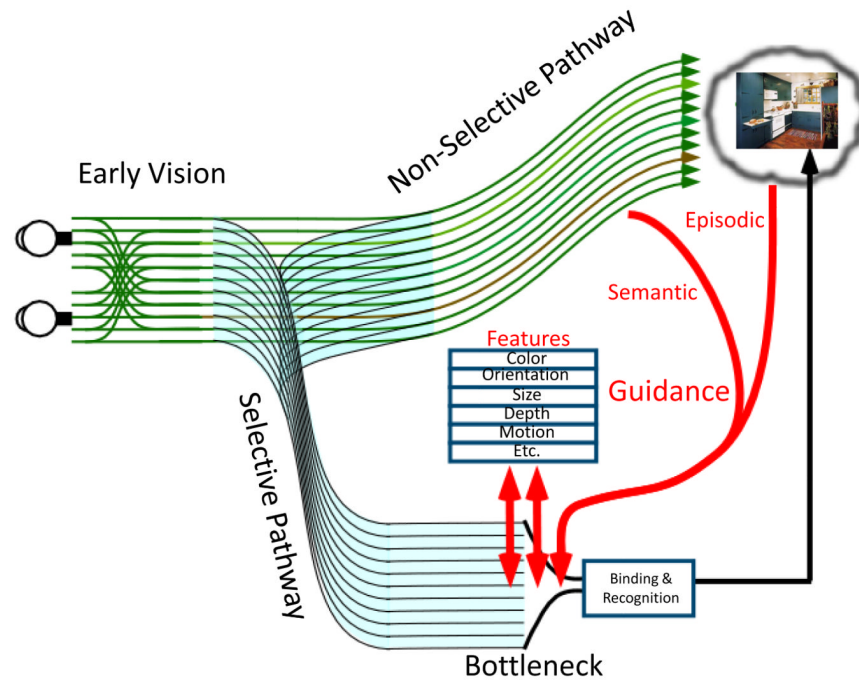 Non-Selective Pathway
Early Vision
Episodic
Semantic
Features
Color
Orientation
Size
Depth
Motion
Etc.
Guidance
Selective Pathway
Binding &
Recognition
Bottleneck